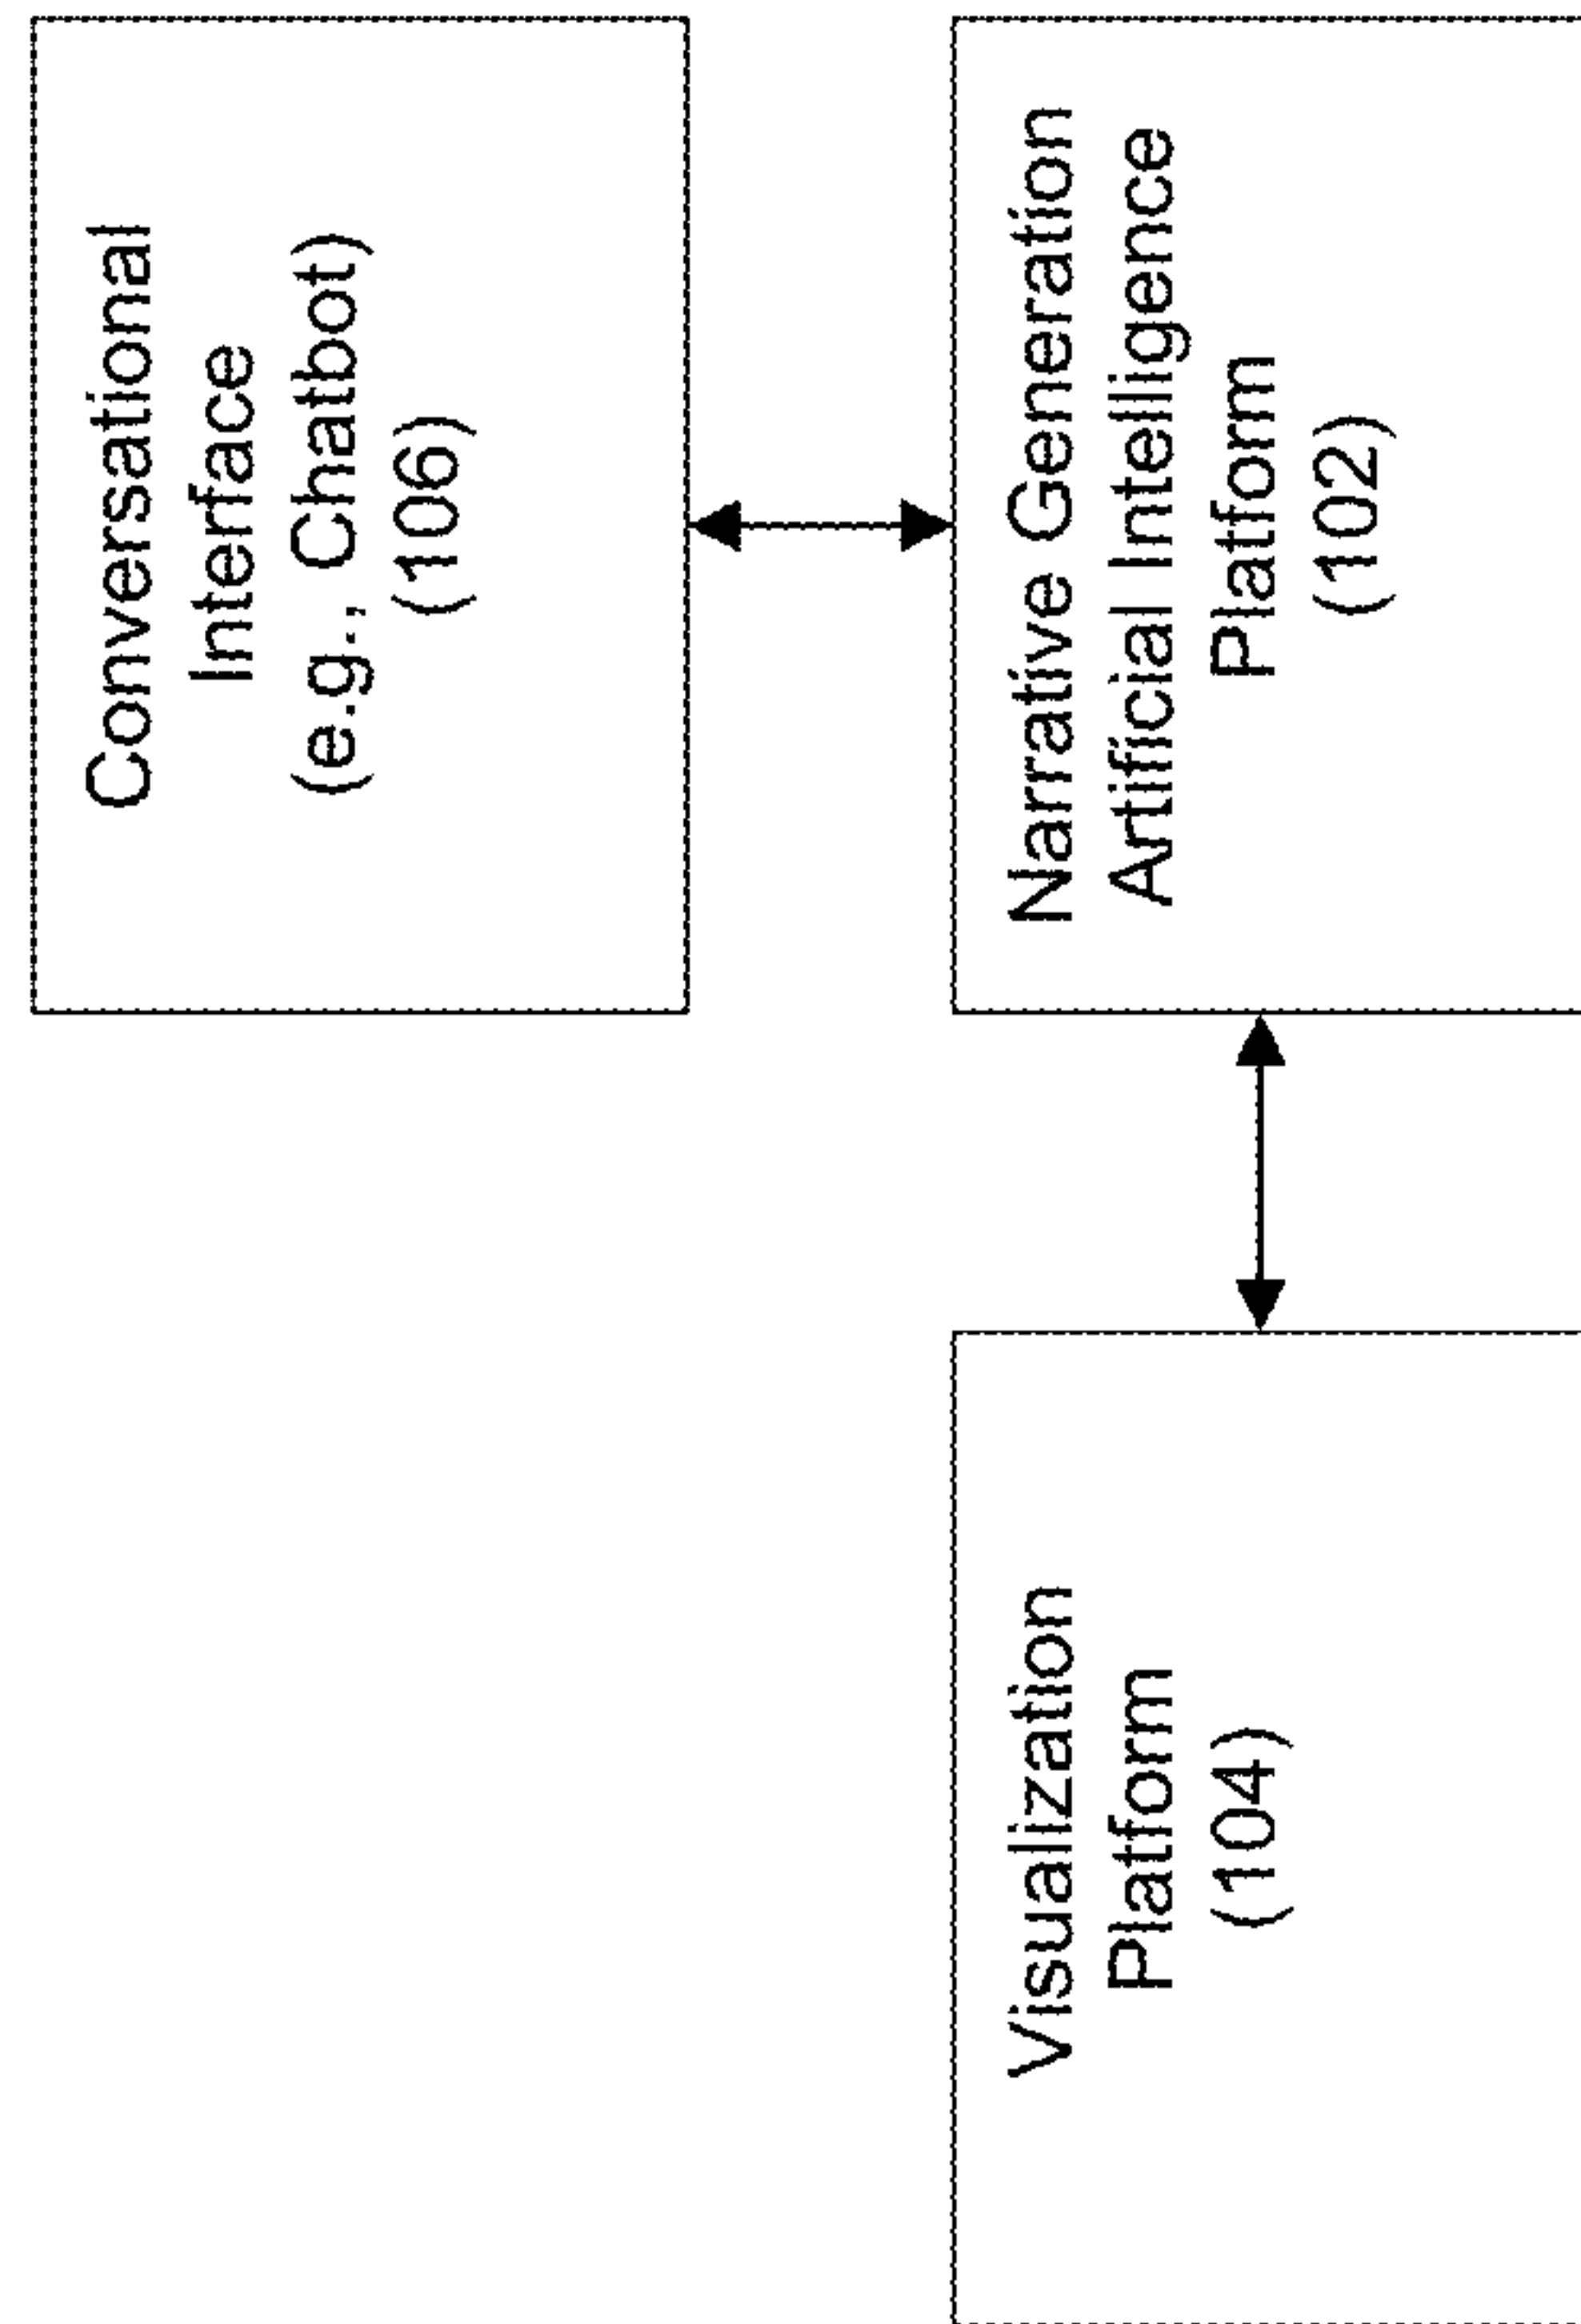 Conversational
Interface
(e.g., Chatbot)
(106)
Visualization
Platform
(104)
Narrative Generation
Artificial Intelligence
Platform
(102)